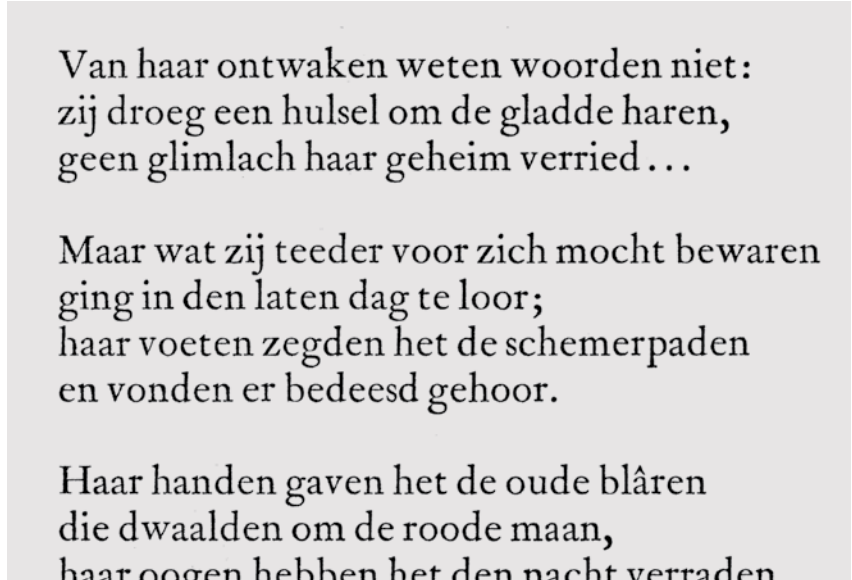 Van haar ontwaken weten woorden niet:
zij droeg een hulsel om de gladde haren,
geen glimlach haar geheim verried...
Maar wat zij teeder voor zich mocht bewaren
ging in den laten dag te loor;
haar voeten zegden het de schemerpaden
en vonden er bedeesd gehoor.
Haar handen gaven het de oude blâren
die dwaalden om de roode maan,
haar oogen hebben het den nacht verraden